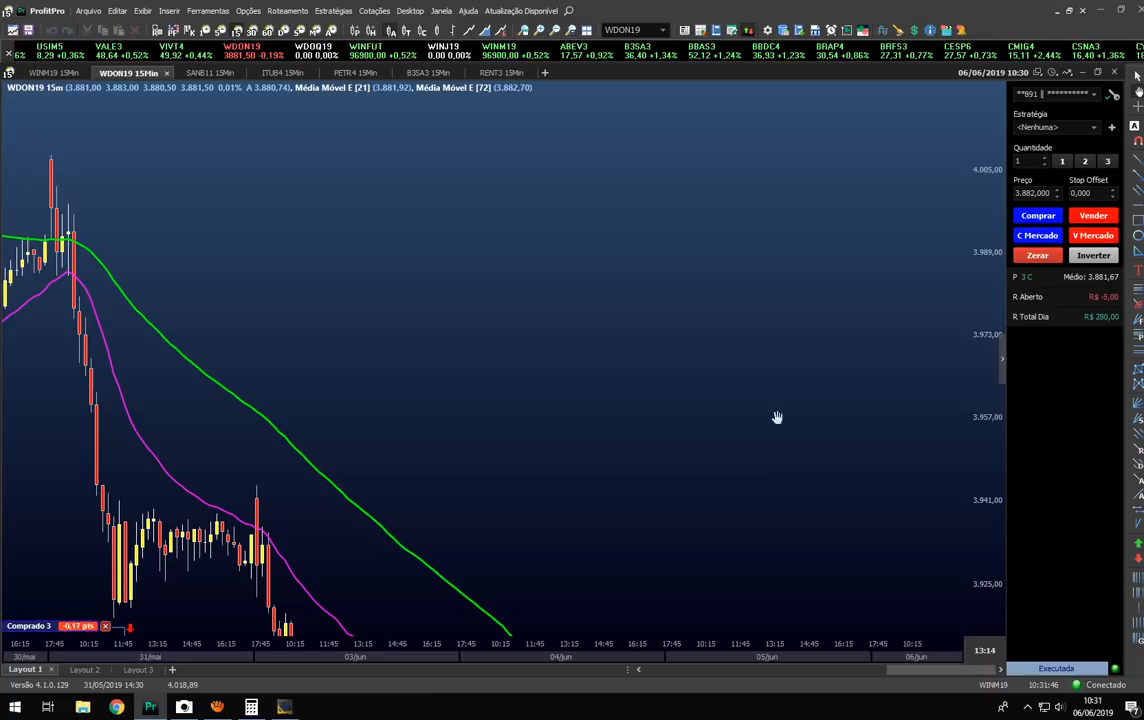 ProfitPro Arquivo Editar Exibir Inserir Ferramentas Opções Roteamento Estratégias Cotações Desktop Janela Ajuda Atualização Disponível
WDON19
USIM5 VALE3 VIVT4 WDON19 WDOQ19 WINFUT WINJ19 WINM19 ABEV3 B3SA3 BBAS3 BBDC4 BRAP4 BRFS3 CESP6 CMIG4 CSNA3
6% 8,29 +0,36% 48,64 +0,52% 49,92 +0,44% 3881,50 -0,19% 0,00 0,00% 96900,00 +0,52% 0,00 0,00% 96900,00 +0,52% 17,57 +0,92% 36,40 +1,34% 52,12 +1,24% 36,93 +1,23% 30,54 +0,86% 27,31 +0,77% 27,57 +0,73% 15,11 +2,44% 16,76 +0,30%
WINM19 15Min WDON19 15Min SANB11 15Min ITUB4 15Min PETR4 15Min B3SA3 15Min RENT3 15Min
06/06/2019 10:30
WDON19 15m (3.881,00 3.883,00 3.880,50 3.881,50 0,01% A 3.880,74), Média Móvel E [21] (3.881,92), Média Móvel E [72] (3.882,70)
**891 || **********
Estratégia
<Nenhuma>
Quantidade
1 1 2 3
Preço Stop Offset
3.882,000 0,000
Comprar Vender
C Mercado V Mercado
Zerar Inverter
P 3 C Médio: 3.881,67
R Aberto R$ -5,00
R Total Dia R$ 280,00
4.005,00
3.989,00
3.973,00
3.957,00
3.941,00
3.925,00
Comprado 3 -0,17 pts
16:15 17:45 10:15 11:45 13:15 14:45 16:15 17:45 10:15 11:45 13:15 14:45 16:15 17:45 10:15 11:45 13:15 14:45 16:15 17:45 10:15 11:45 13:15 14:45 16:15 17:45 10:15
30/mai 31/mai 03/jun 04/jun 05/jun 06/jun
13:14
Layout 1 Layout 2 Layout 3
Executada
Versão 4.1.0.129 31/05/2019 14:30 4.018,89 WINM19 10:31:46 Conectado
10:31
06/06/2019